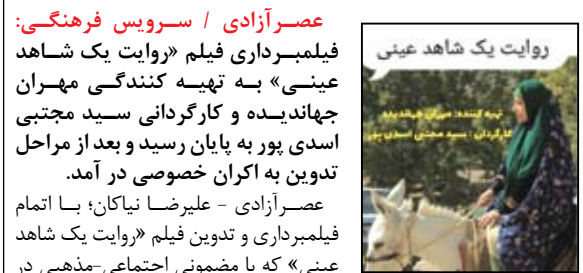 عصرآزادی / سرویس فرهنگی:
فیلمبرداری فیلم «روایت یک شاهد
عینی» به تهیه کنندگی مهران
جهاندیده و کارگردانی سید مجتبی
اسدی پور به پایان رسید و بعد از مراحل
تدوین به اکران خصوصی در آمد.
عصرآزادی - علیرضا نیاکان؛ با اتمام
فیلمبرداری و تدوین فیلم «روایت یک شاهد
عینی» که با مضمونی اجتماعی-مذهبی در
روایت یک شاهد عینی
تهیه کننده: مهران جهاندیده
کارگردان : سید مجتبی اسدی پور